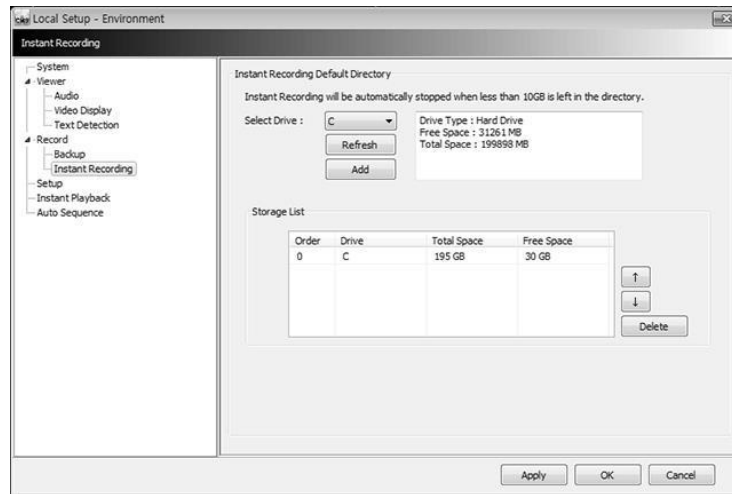 Local Setup - Environment
Instant Recording
System
Viewer
Audio
Video Display
Text Detection
Record
Backup
Instant Recording
Setup
Instant Playback
Auto Sequence
Instant Recording Default Directory
Instant Recording will be automatically stopped when less than 10GB is left in the directory.
Select Drive : C
Refresh
Add
Drive Type : Hard Drive
Free Space : 31261 MB
Total Space : 199898 MB
Storage List
Order Drive Total Space Free Space
0 C 195 GB 30 GB
↑
↓
Delete
Apply OK Cancel